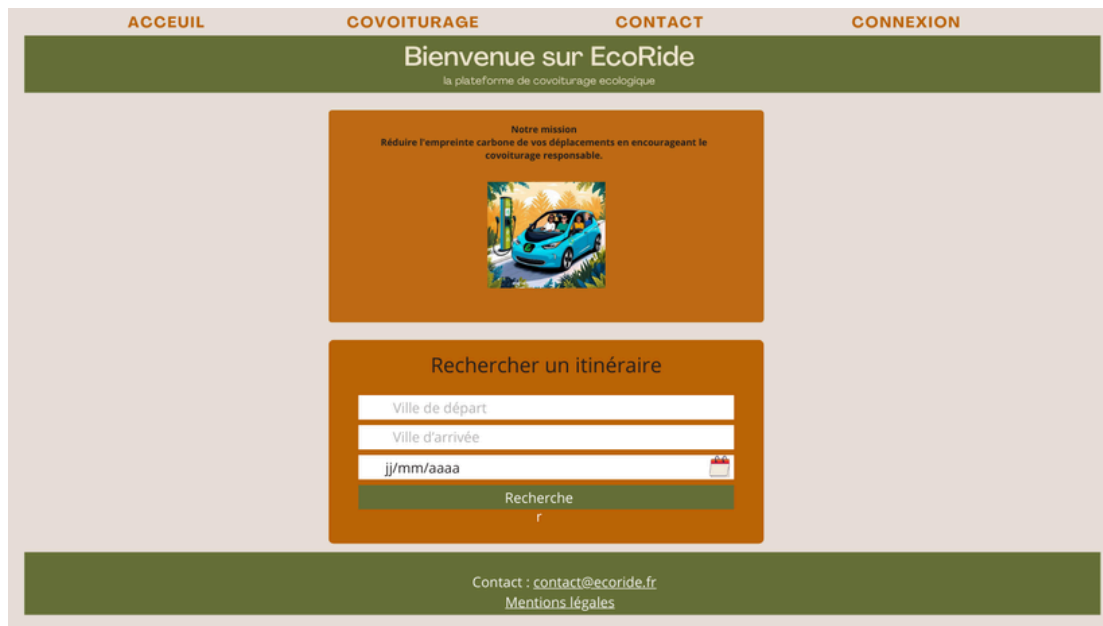 ACCEUIL COVOITURAGE CONTACT CONNEXION
Bienvenue sur EcoRide
la plateforme de covoiturage ecologique
Notre mission
Réduire l'empreinte carbone de vos déplacements en encourageant le
covoiturage responsable.
Rechercher un itinéraire
Ville de départ
Ville d'arrivée
jj/mm/aaaa
Recherche
r
Contact : contact@ecoride.fr
Mentions légales